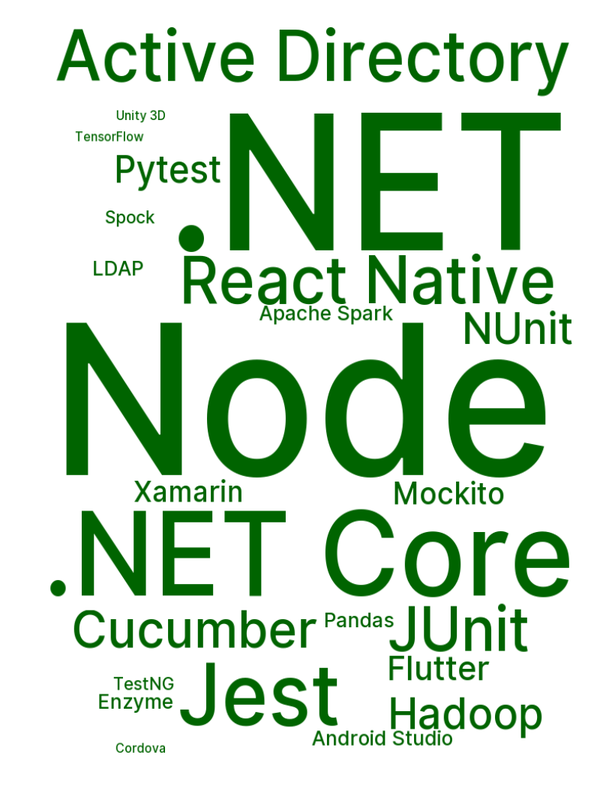 Active Directory
Unity 3D
.NET
TensorFlow
Pytest
Spock
LDAP
React Native
Apache Spark
NUnit
Node
Xamarin
Mockito
.NET Core
Cucumber
Pandas
JUnit
Flutter
TestNG
Jest
Enzyme
Hadoop
Android Studio
Cordova